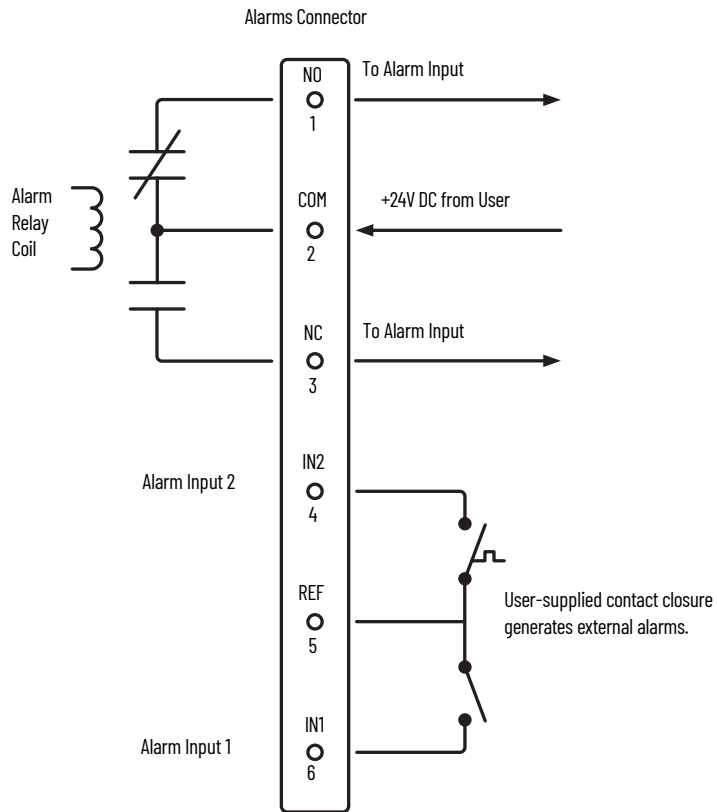 Alarms Connector
NO
To Alarm Input
1
Alarm
Relay
Coil
COM
+24V DC from User
2
NC
To Alarm Input
3
IN2
Alarm Input 2
4
REF
5
User-supplied contact closure
generates external alarms.
IN1
Alarm Input 1
6